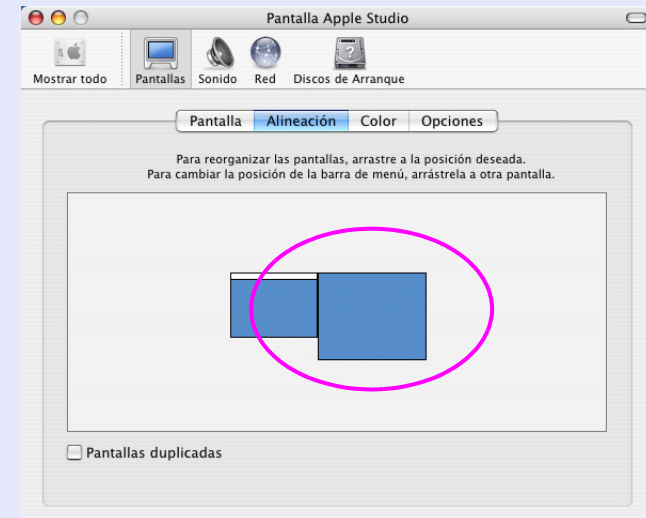 Pantalla Apple Studio
Mostrar todo Pantallas Sonido Red Discos de Arranque
Pantalla Alineación Color Opciones
Para reorganizar las pantallas, arrastre a la posición deseada.
Para cambiar la posición de la barra de menú, arrástrela a otra pantalla.
Pantallas duplicadas